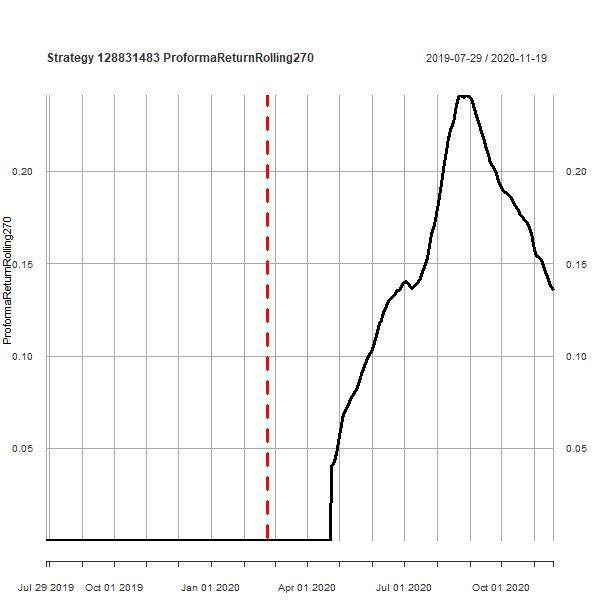 Strategy 128831483 ProformaReturnRolling270
2019-07-29 / 2020-11-19
0.20
0.20
0.15
0.15
0.10
0.10
0.05
0.05
ProformaReturnRolling270
Jul 29 2019
Oct 01 2019
Jan 01 2020
Apr 01 2020
Jul 01 2020
Oct 01 2020